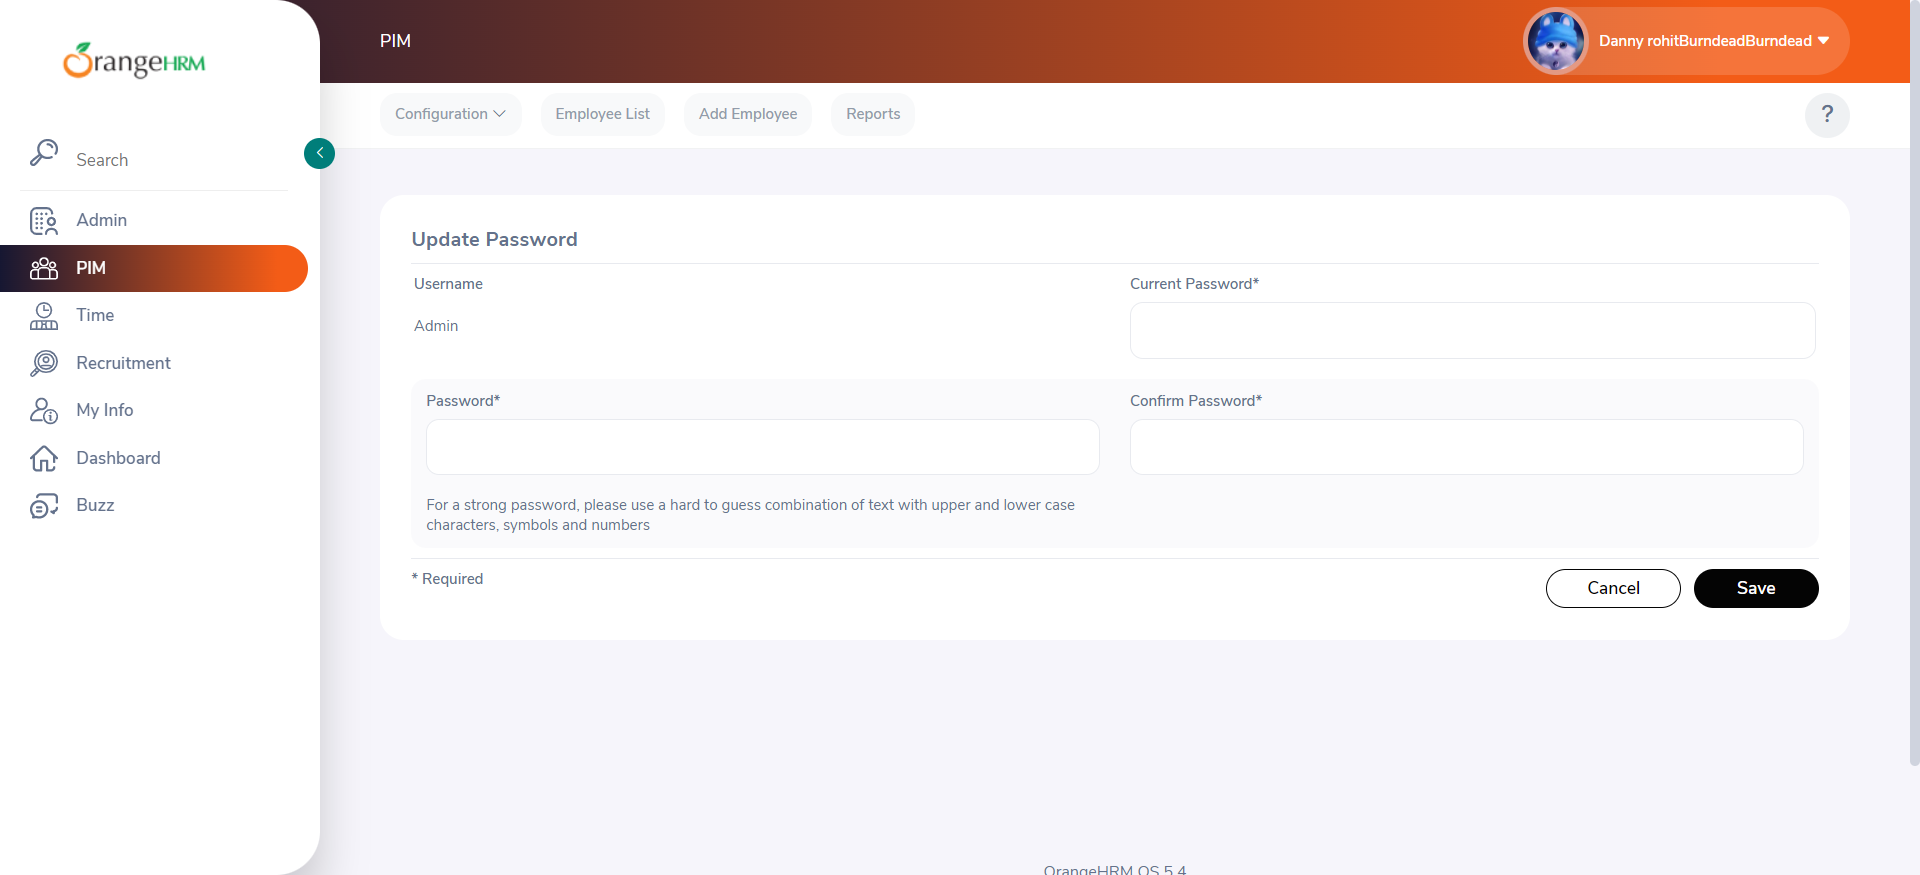 OrangeHRM
PIM
Danny rohitBurndeadBurndead
Configuration
Employee List
Add Employee
Reports
?
Search
Admin
PIM
Time
Recruitment
My Info
Dashboard
Buzz
Update Password
Username
Current Password*
Admin
Password*
Confirm Password*
For a strong password, please use a hard to guess combination of text with upper and lower case
characters, symbols and numbers
* Required
Cancel
Save
OrangeHRM OS 5.4